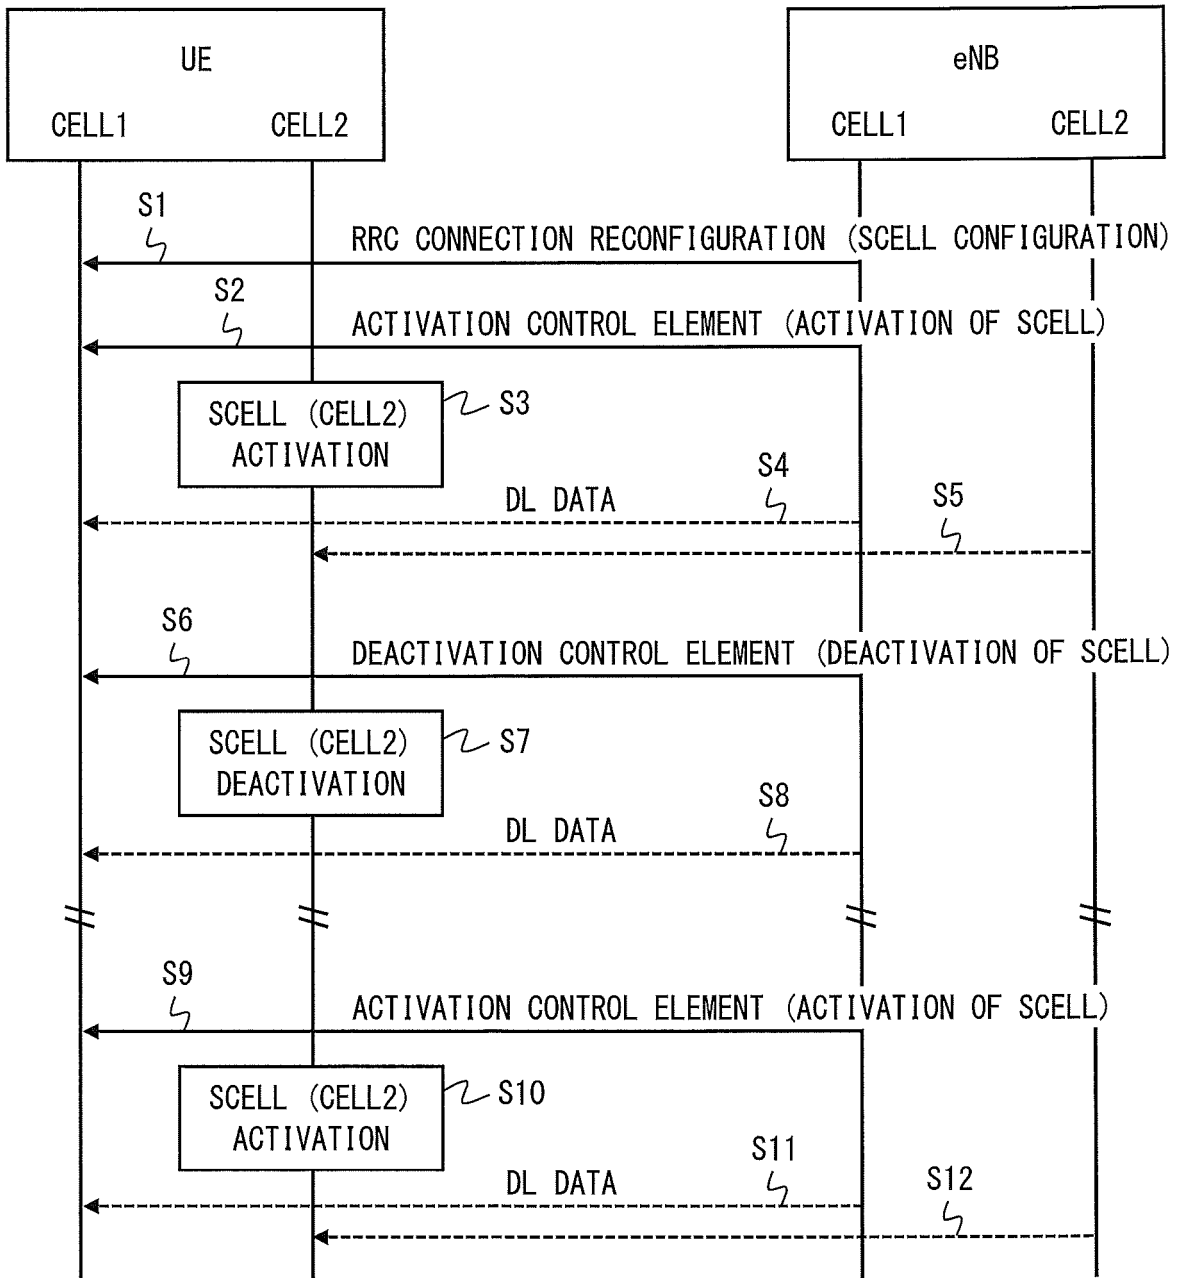 UE
eNB
CELL1
CELL2
CELL1
CELL2
S1
RRC CONNECTION RECONFIGURATION (SCELL CONFIGURATION)
S2
ACTIVATION CONTROL ELEMENT (ACTIVATION OF SCELL)
SCELL (CELL2)
ACTIVATION
S3
DL DATA
S4
S5
S6
DEACTIVATION CONTROL ELEMENT (DEACTIVATION OF SCELL)
SCELL (CELL2)
DEACTIVATION
S7
DL DATA
S8
S9
ACTIVATION CONTROL ELEMENT (ACTIVATION OF SCELL)
SCELL (CELL2)
ACTIVATION
S10
DL DATA
S11
S12